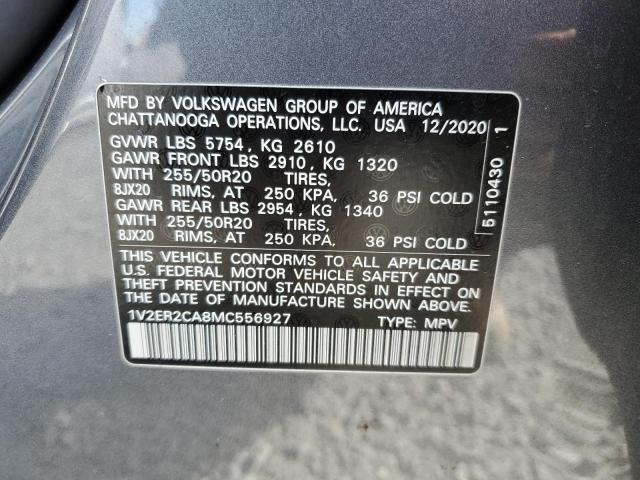 MFD BY VOLKSWAGEN GROUP OF AMERICA
CHATTANOOGA OPERATIONS, LLC. USA 12/2020
GVWR LBS 5754, KG 2610
GAWR FRONT LBS 2910, KG 1320
WITH 255/50R20 TIRES,
8JX20 RIMS, AT 250 KPA, 36 PSI COLD
GAWR REAR LBS 2954, KG 1340
WITH 255/50R20 TIRES,
8JX20 RIMS, AT 250 KPA, 36 PSI COLD
THIS VEHICLE CONFORMS TO ALL APPLICABLE
U.S. FEDERAL MOTOR VEHICLE SAFETY AND
THEFT PREVENTION STANDARDS IN EFFECT ON
THE DATE OF MANUFACTURE SHOWN ABOVE.
1V2ER2CA8MC556927 TYPE: MPV
5110430 1